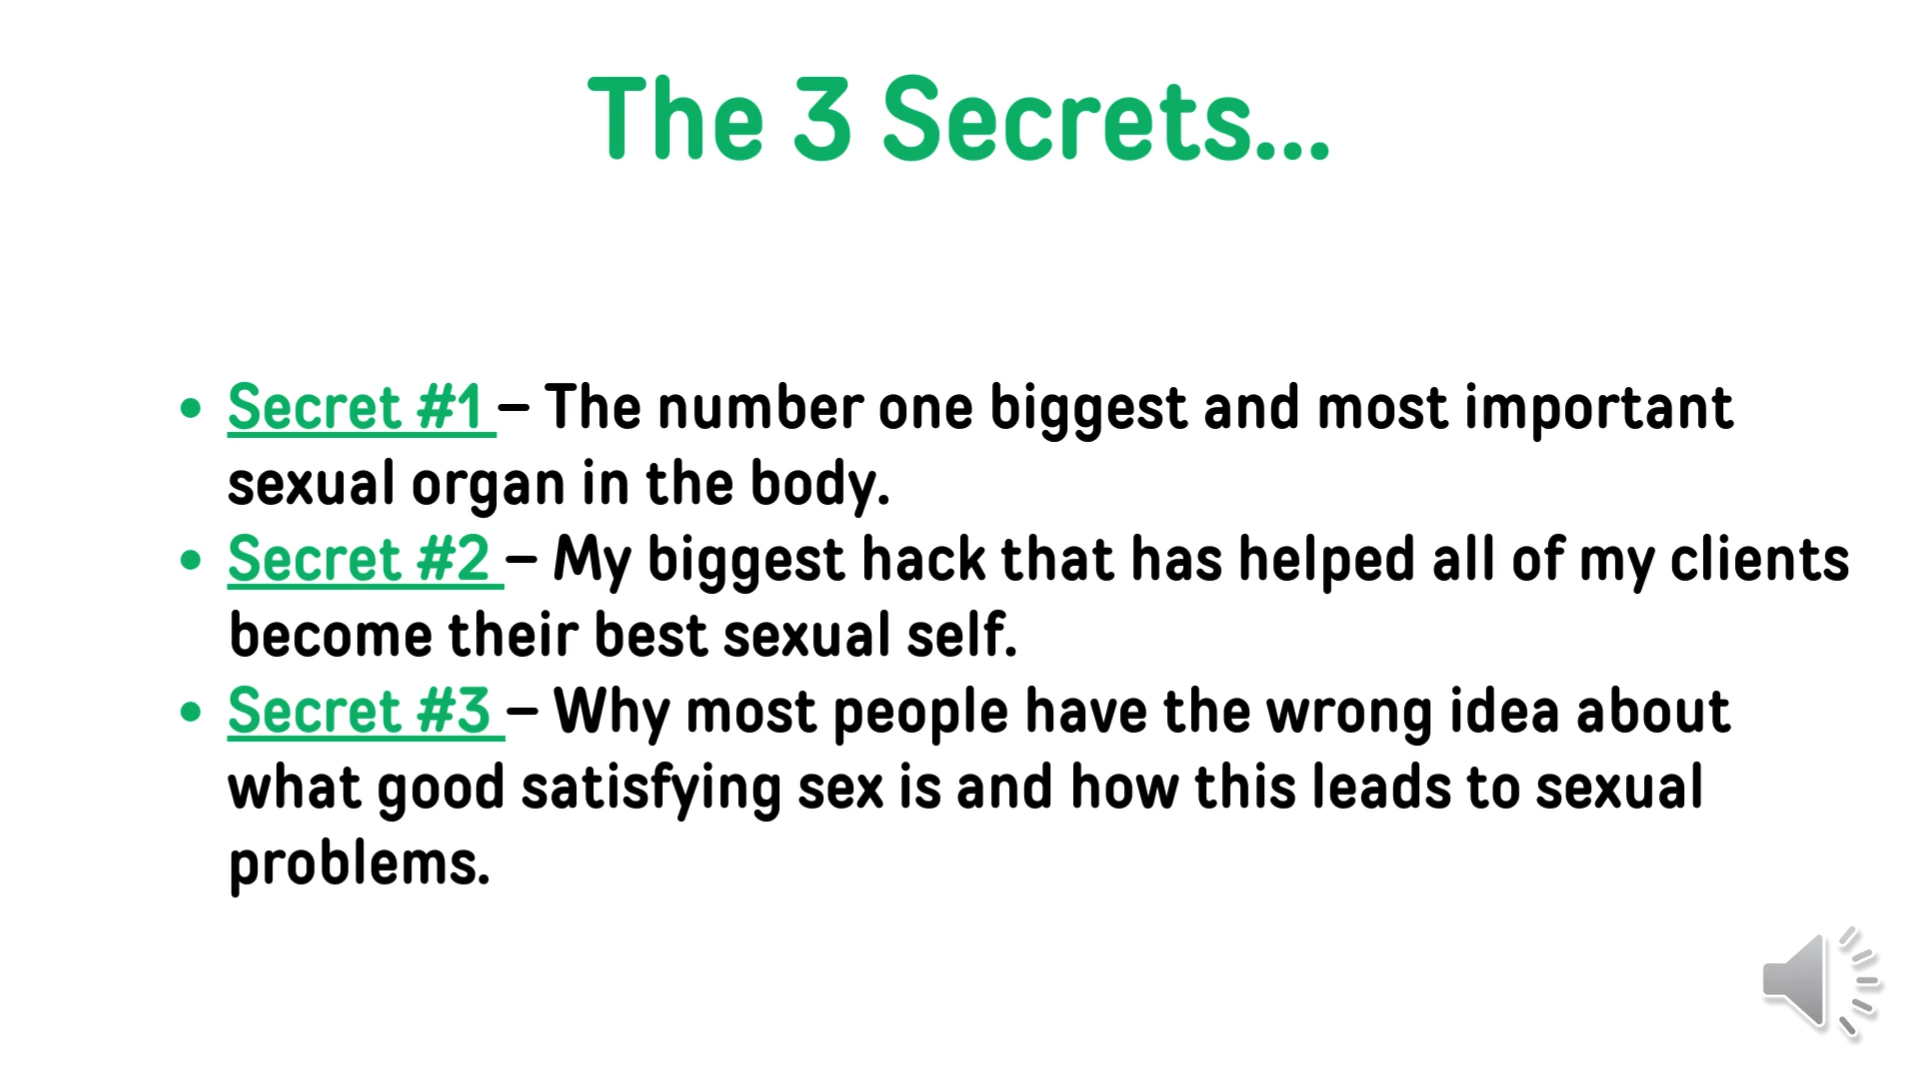 The 3 Secrets...
• Secret #1 – The number one biggest and most important
sexual organ in the body.
• Secret #2 – My biggest hack that has helped all of my clients
become their best sexual self.
• Secret #3 – Why most people have the wrong idea about
what good satisfying sex is and how this leads to sexual
problems.